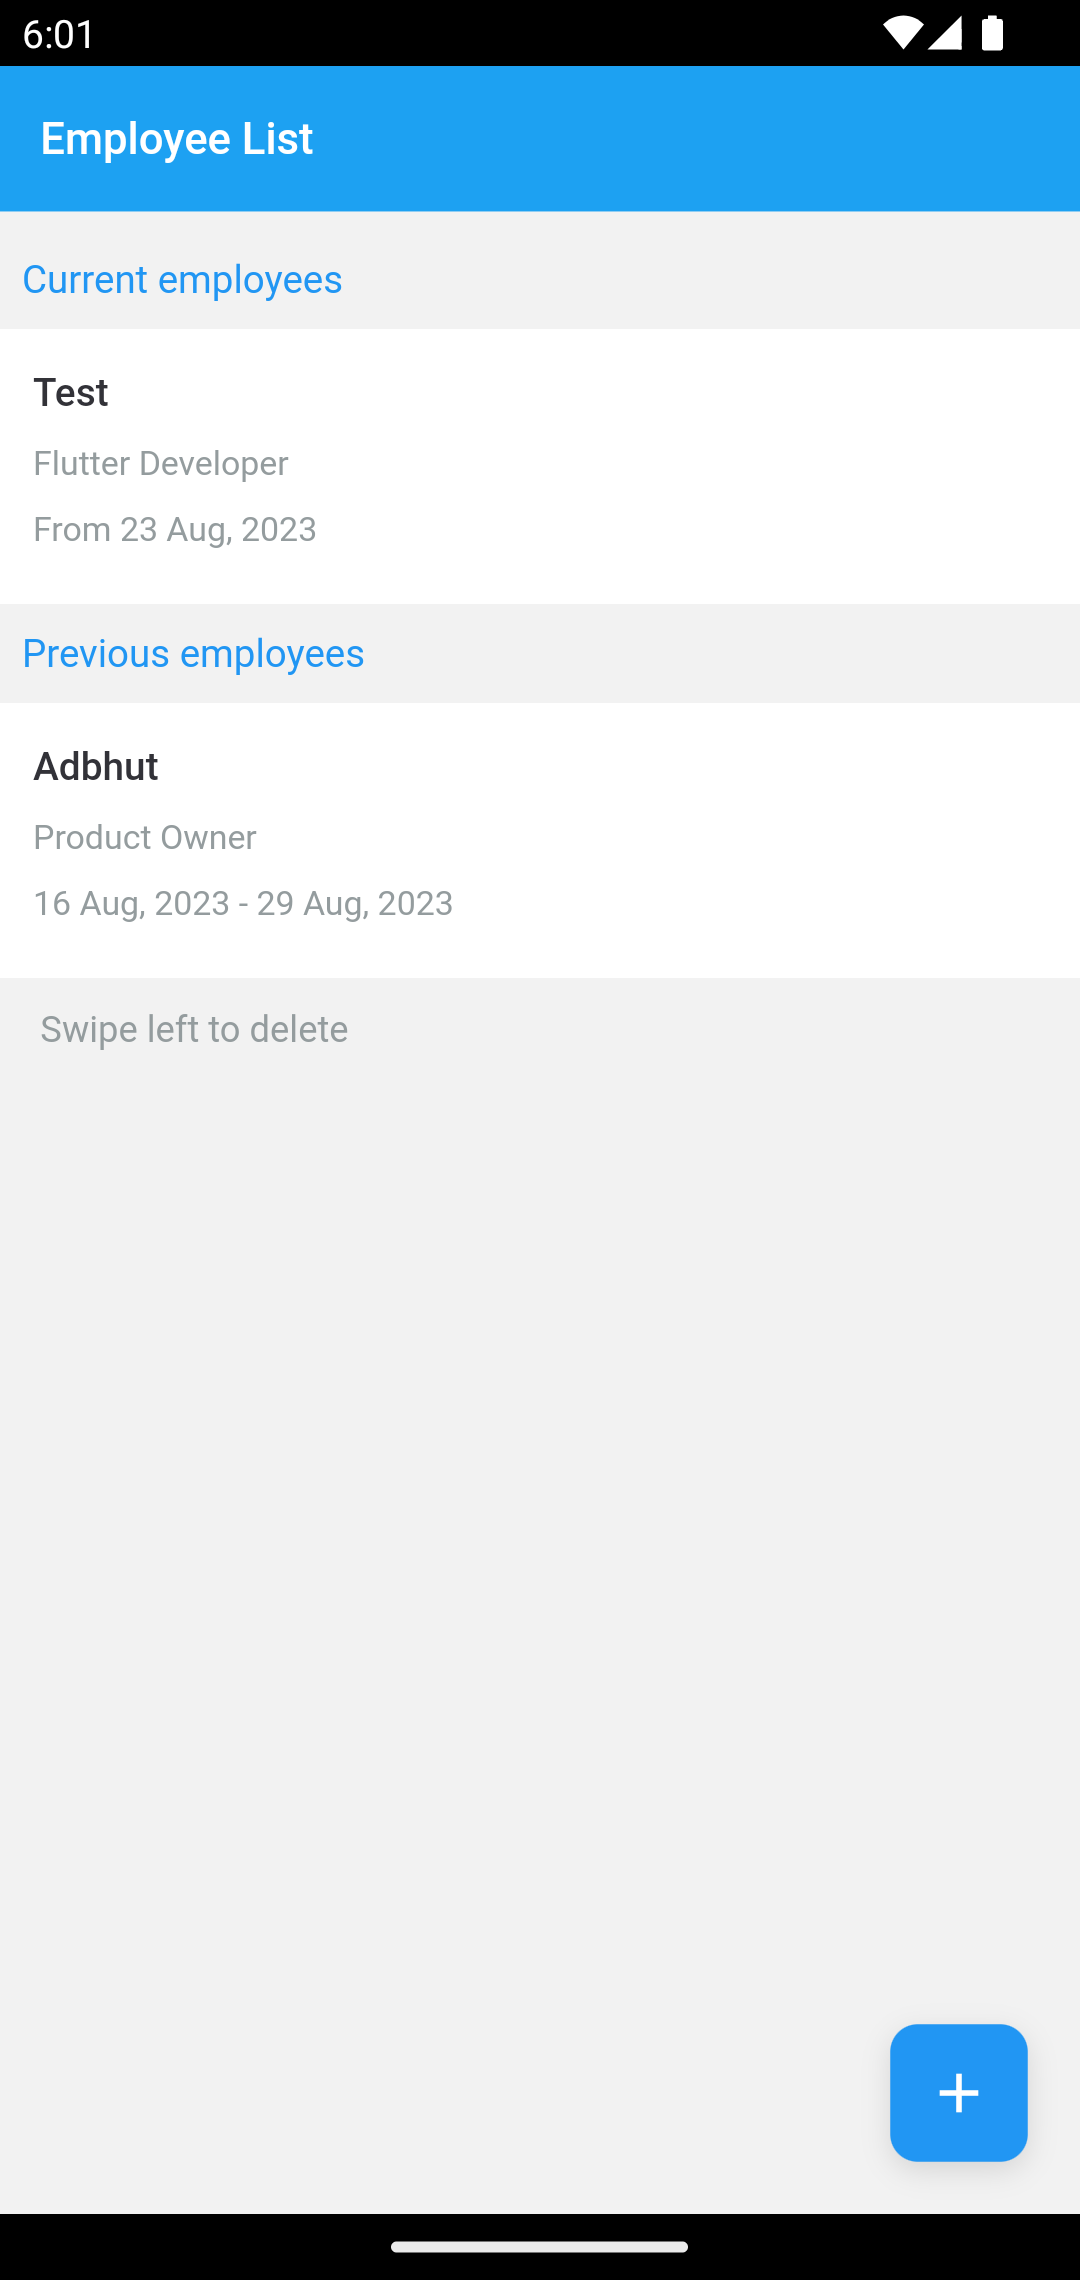 6:01
Employee List
Current employees
Test
Flutter Developer
From 23 Aug, 2023
Previous employees
Adbhut
Product Owner
16 Aug, 2023 - 29 Aug, 2023
Swipe left to delete